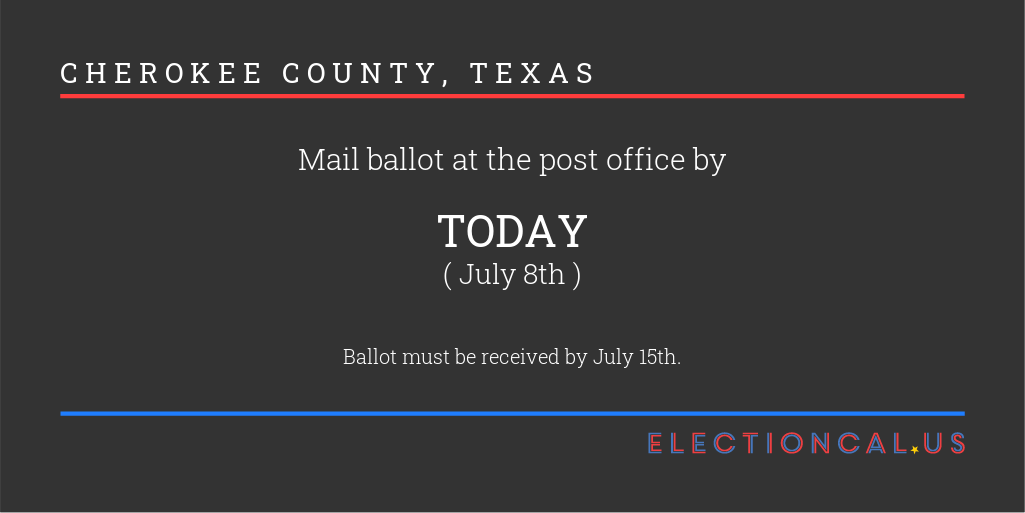 CHEROKEE COUNTY, TEXAS
Mail ballot at the post office by
TODAY
( July 8th )
Ballot must be received by July 15th.
ELECTIONCAL.US